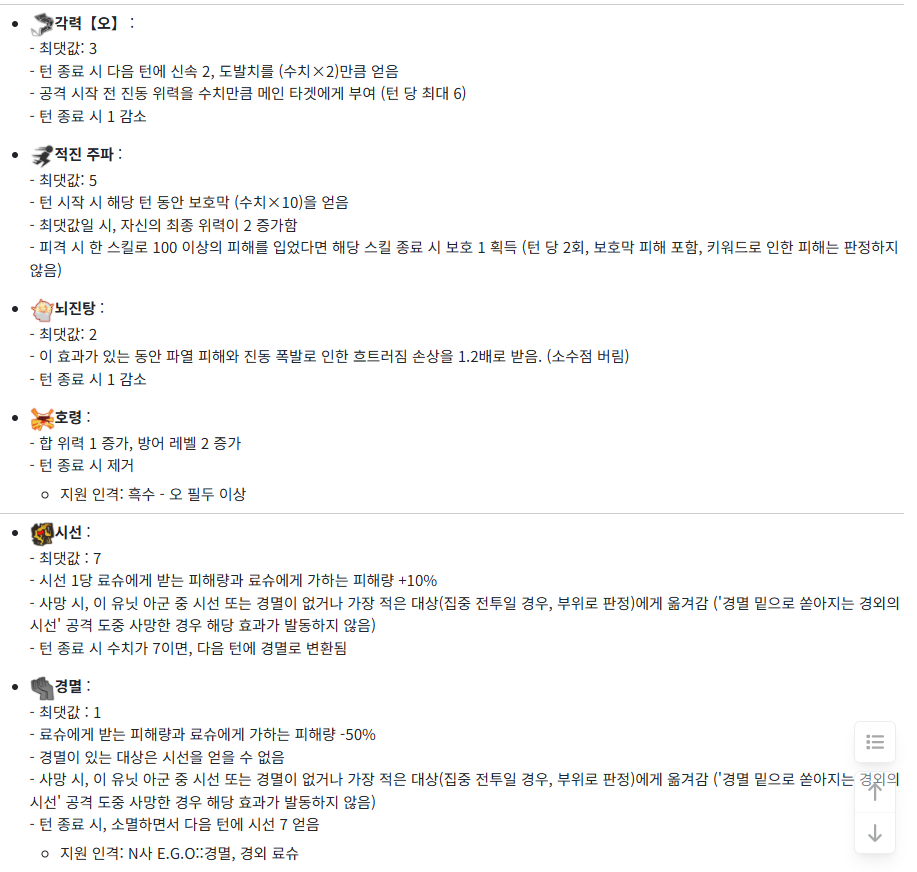 각력【오】 :
- 최댓값: 3
- 턴 종료 시 다음 턴에 신속 2, 도발치를 (수치×2)만큼 얻음
- 공격 시작 전 진동 위력을 수치만큼 메인 타겟에게 부여 (턴 당 최대 6)
- 턴 종료 시 1 감소
적진 주파 :
- 최댓값: 5
- 턴 시작 시 해당 턴 동안 보호막 (수치×10)을 얻음
- 최댓값일 시, 자신의 최종 위력이 2 증가함
- 피격 시 한 스킬로 100 이상의 피해를 입었다면 해당 스킬 종료 시 보호 1 획득 (턴 당 2회, 보호막 피해 포함, 키워드로 인한 피해는 판정하지
않음)
뇌진탕 :
- 최댓값: 2
- 이 효과가 있는 동안 파열 피해와 진동 폭발로 인한 흐트러짐 손상을 1.2배로 받음. (소수점 버림)
- 턴 종료 시 1 감소
호령 :
- 합 위력 1 증가, 방어 레벨 2 증가
- 턴 종료 시 제거
지원 인격: 흑수 - 오 필두 이상
시선 :
- 최댓값 : 7
- 시선 1당 료슈에게 받는 피해량과 료슈에게 가하는 피해량 +10%
- 사망 시, 이 유닛 아군 중 시선 또는 경멸이 없거나 가장 적은 대상(집중 전투일 경우, 부위로 판정)에게 옮겨감 ('경멸 밑으로 쏟아지는 경외의
시선' 공격 도중 사망한 경우 해당 효과가 발동하지 않음)
- 턴 종료 시 수치가 7이면, 다음 턴에 경멸로 변환됨
경멸 :
- 최댓값 : 1
- 료슈에게 받는 피해량과 료슈에게 가하는 피해량 -50%
- 경멸이 있는 대상은 시선을 얻을 수 없음
- 사망 시, 이 유닛 아군 중 시선 또는 경멸이 없거나 가장 적은 대상(집중 전투일 경우, 부위로 판정)에게 옮겨감 ('경멸 밑으로 쏟아지는 경외의
시선' 공격 도중 사망한 경우 해당 효과가 발동하지 않음)
- 턴 종료 시, 소멸하면서 다음 턴에 시선 7 얻음
지원 인격: N사 E.G.O::경멸, 경외 료슈